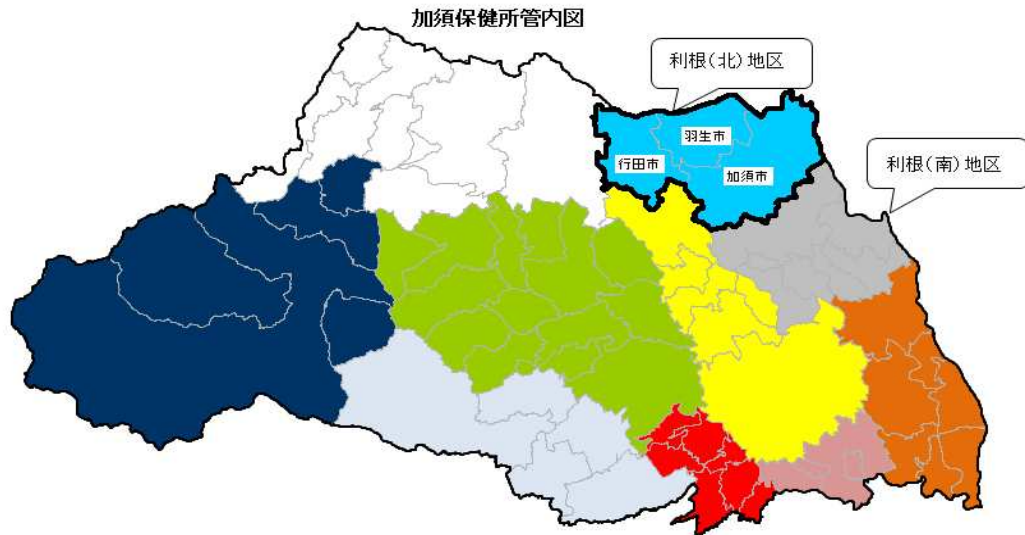 加須保健所管内図
利根(北)地区
羽生市
行田市
加須市
利根(南)地区